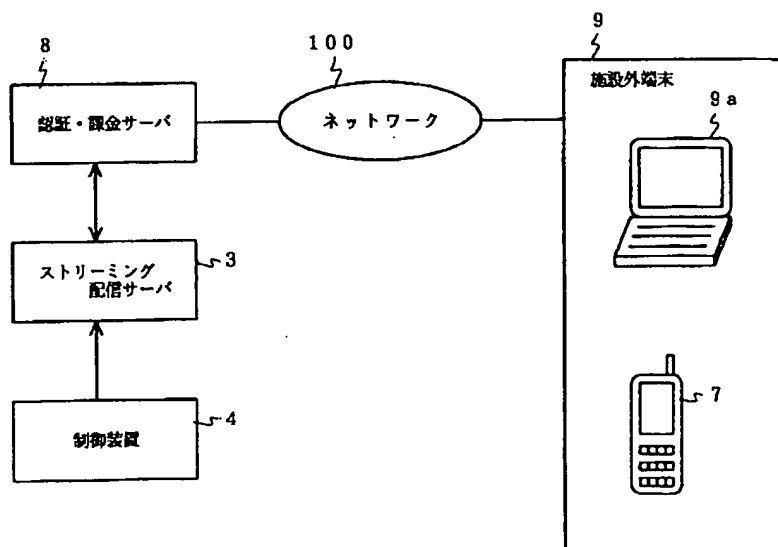 8
認証・課金サーバ
100
ネットワーク
9
施設外端末
9a
ストリーミング
配信サーバ
3
7
制御装置
4